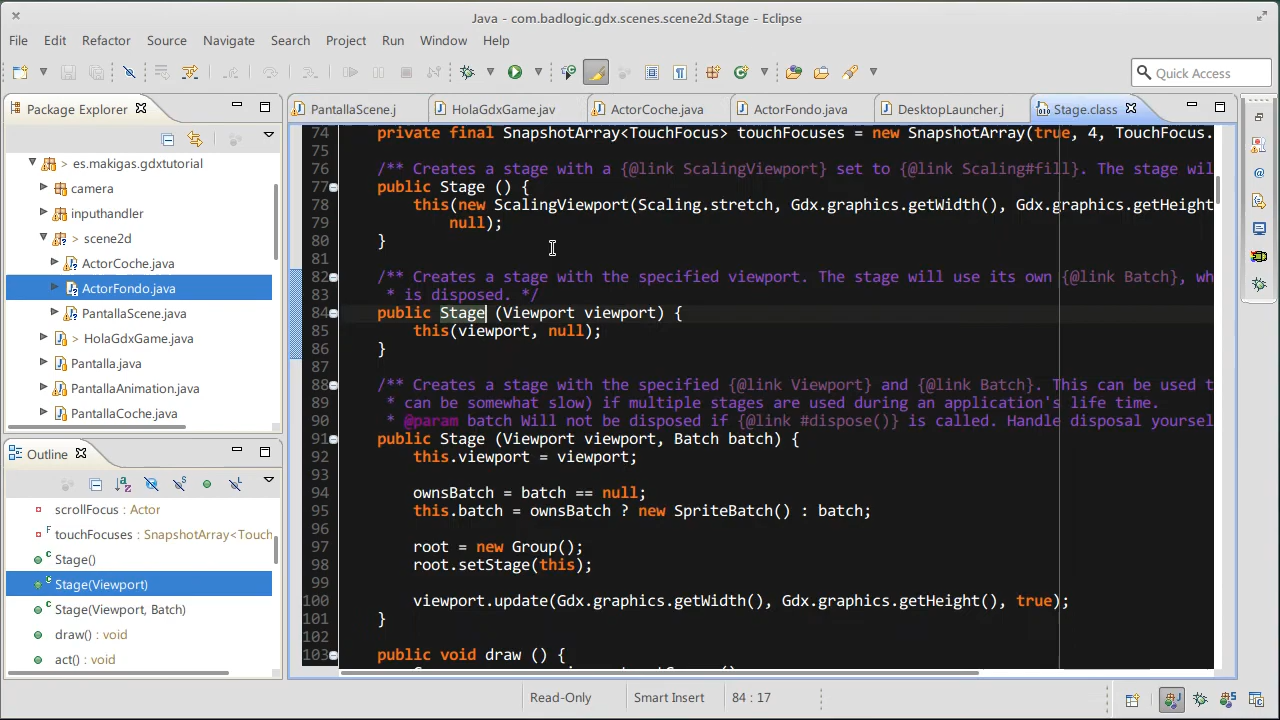 Java - com.badlogic.gdx.scenes.scene2d.Stage - Eclipse
File Edit Refactor Source Navigate Search Project Run Window Help
Quick Access
Package Explorer
> es.makigas.gdxtutorial
camera
inputhandler
> scene2d
ActorCoche.java
ActorFondo.java
PantallaScene.java
> HolaGdxGame.java
Pantalla.java
PantallaAnimation.java
PantallaCoche.java
Outline
scrollFocus : Actor
touchFocuses : SnapshotArray<Touch
Stage()
Stage(Viewport)
Stage(Viewport, Batch)
draw() : void
act() : void
PantallaScene.j HolaGdxGame.jav ActorCoche.java ActorFondo.java DesktopLauncher.j Stage.class
74 private final SnapshotArray<TouchFocus> touchFocuses = new SnapshotArray(true, 4, TouchFocus.
75
76 /** Creates a stage with a {@link ScalingViewport} set to {@link Scaling#fill}. The stage wil
77 public Stage () {
78 this(new ScalingViewport(Scaling.stretch, Gdx.graphics.getWidth(), Gdx.graphics.getHeight
79 null);
80 }
81
82 /** Creates a stage with the specified viewport. The stage will use its own {@link Batch}, wh
83 * is disposed. */
84 public Stage (Viewport viewport) {
85 this(viewport, null);
86 }
87
88 /** Creates a stage with the specified {@link Viewport} and {@link Batch}. This can be used t
89 * can be somewhat slow) if multiple stages are used during an application's life time.
90 * @param batch Will not be disposed if {@link #dispose()} is called. Handle disposal yoursel
91 public Stage (Viewport viewport, Batch batch) {
92 this.viewport = viewport;
93
94 ownsBatch = batch == null;
95 this.batch = ownsBatch ? new SpriteBatch() : batch;
96
97 root = new Group();
98 root.setStage(this);
99
100 viewport.update(Gdx.graphics.getWidth(), Gdx.graphics.getHeight(), true);
101 }
102
103 public void draw () {
Read-Only Smart Insert 84 : 17